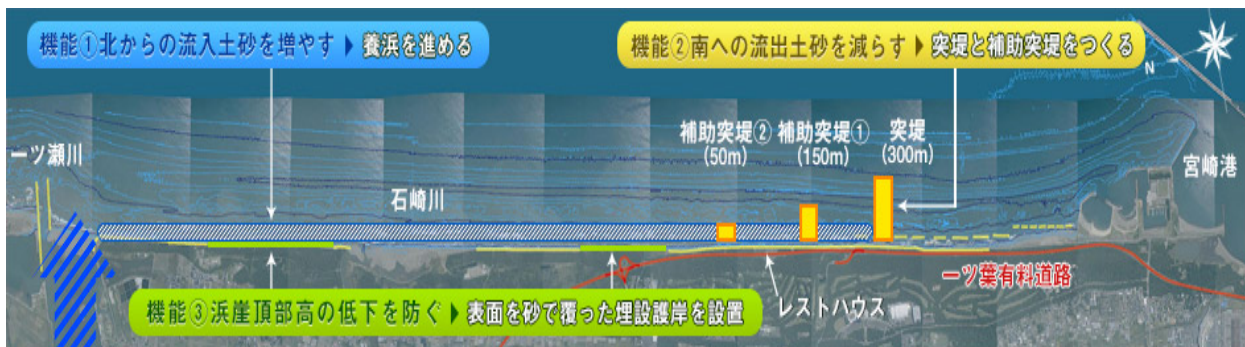 機能①北からの流入土砂を増やす▶養浜を進める
機能②南への流出土砂を減らす▶突堤と補助突堤をつくる
N
一ツ瀬川
石崎川
補助突堤②
(50m)
補助突堤①
(150m)
突堤
(300m)
宮崎港
一ツ葉有料道路
機能③浜崖頂部高の低下を防ぐ▶表面を砂で覆った埋設護岸を設置
レストハウス